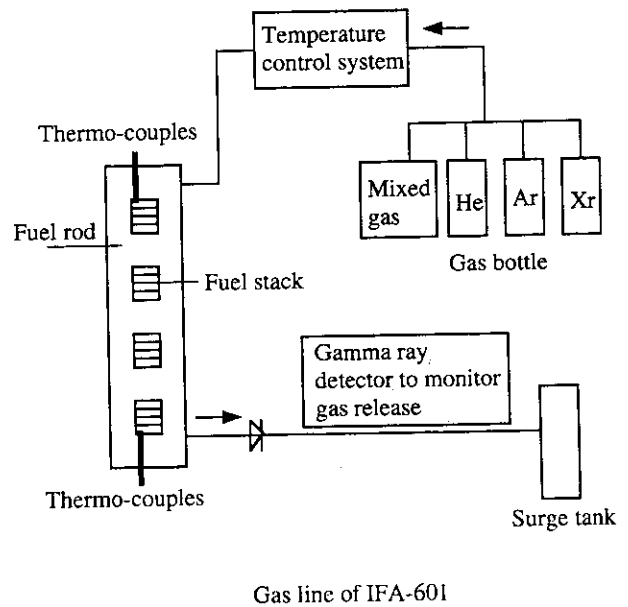 Temperature
control system
Thermo-couples
Mixed
gas
He
Ar
Xr
Fuel rod
Gas bottle
Fuel stack
Gamma ray
detector to monitor
gas release
Thermo-couples
Surge tank
Gas line of IFA-601